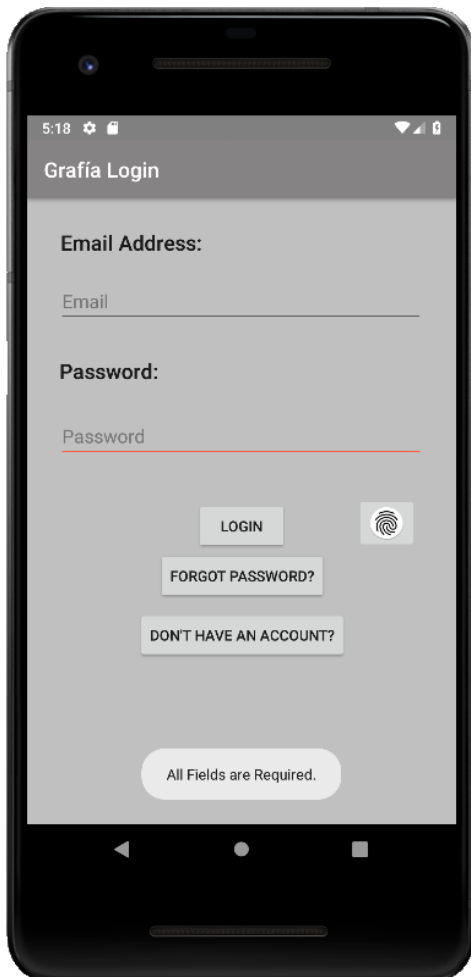 5:18
Grafía Login
Email Address:
Email
Password:
Password
LOGIN
FORGOT PASSWORD?
DON'T HAVE AN ACCOUNT?
All Fields are Required.